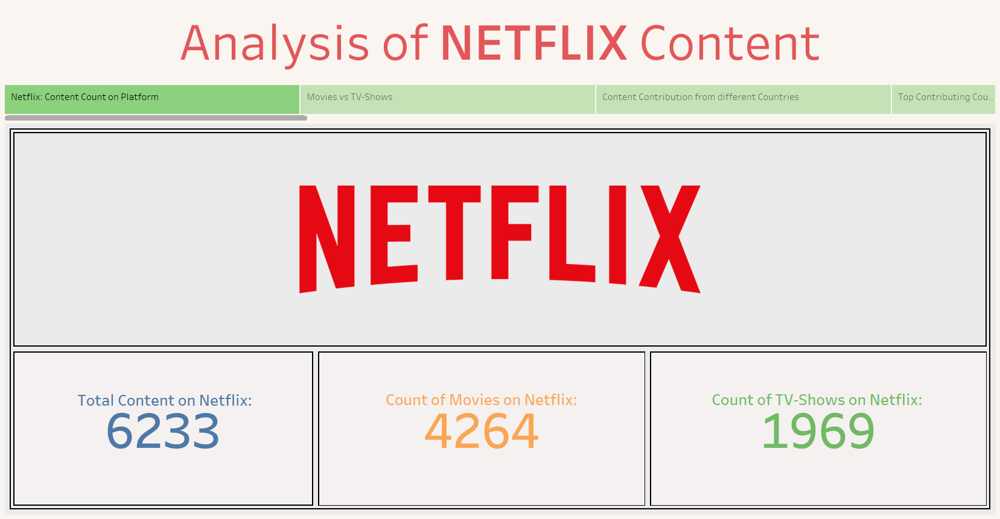 Analysis of NETFLIX Content
Netflix: Content Count on Platform
Movies vs TV-Shows
Content Contribution from different Countries
Top Contributing Cou..
NETFLIX
Total Content on Netflix:
6233
Count of Movies on Netflix:
4264
Count of TV-Shows on Netflix:
1969